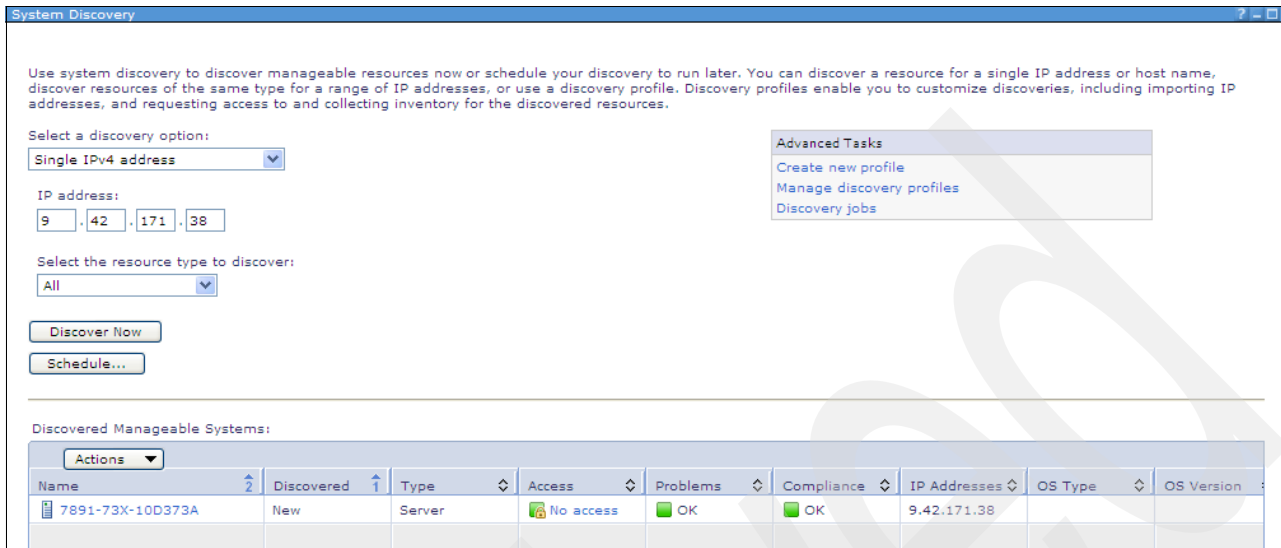 System Discovery
Use system discovery to discover manageable resources now or schedule your discovery to run later. You can discover a resource for a single IP address or host name,
discover resources of the same type for a range of IP addresses, or use a discovery profile. Discovery profiles enable you to customize discoveries, including importing IP
addresses, and requesting access to and collecting inventory for the discovered resources.
Select a discovery option:
Single IPv4 address
IP address:
9 . 42 . 171 . 38
Select the resource type to discover:
All
Discover Now
Schedule...
Advanced Tasks
Create new profile
Manage discovery profiles
Discovery jobs
Discovered Manageable Systems:
Actions
Name 2 Discovered 1 Type Access Problems Compliance IP Addresses OS Type OS Version
7891-73X-10D373A New Server No access OK OK 9.42.171.38